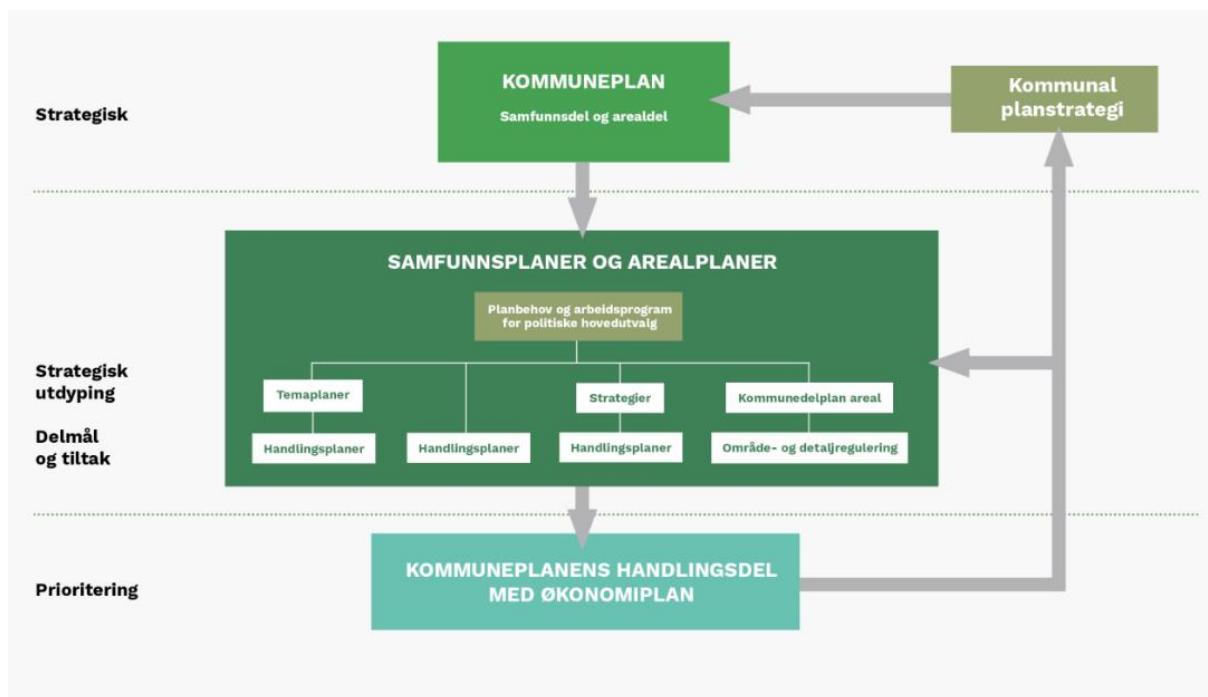 KOMMUNEPLAN
Samfunnsdel og arealdel
Kommunal
planstrategi
Strategisk
SAMFUNNSPLANER OG AREALPLANER
Planbehov og arbeidsprogram
for politiske hovedutvalg
Strategisk
utdyping
Temaplaner
Strategier
Kommunedelplan areal
Delmål
og tiltak
Handlingsplaner
Handlingsplaner
Handlingsplaner
Område- og detaljregulering
Prioritering
KOMMUNEPLANENS HANDLINGSDEL
MED ØKONOMIPLAN